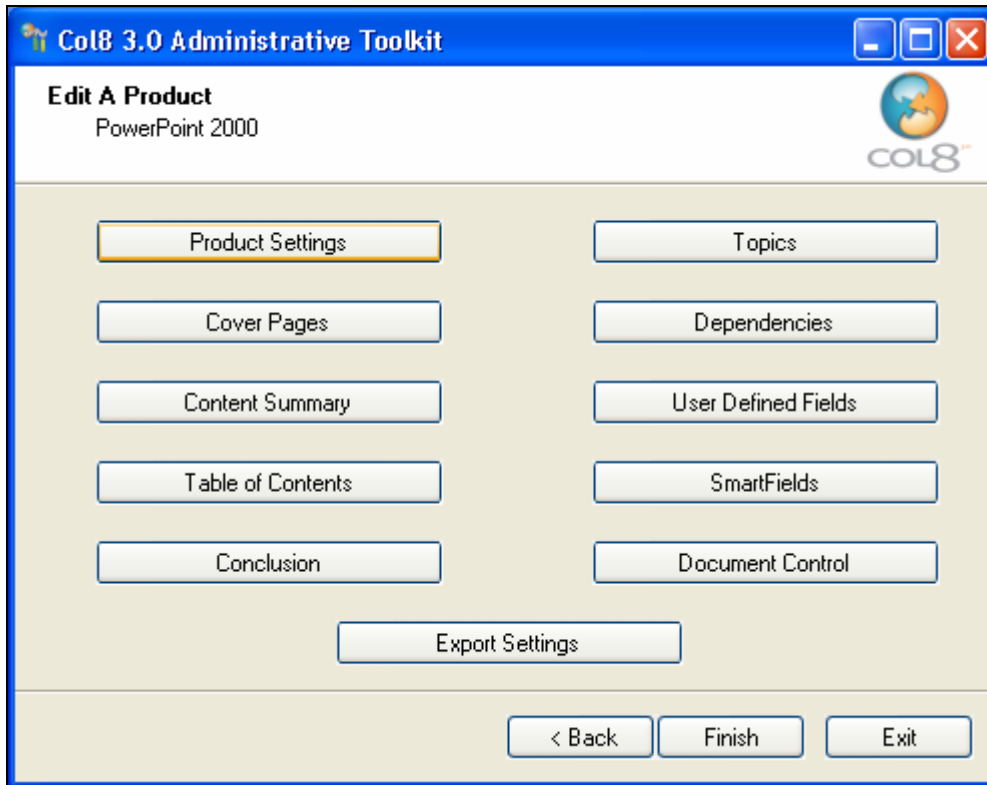 Col8 3.0 Administrative Toolkit
Edit A Product
PowerPoint 2000
COL8
Product Settings
Topics
Cover Pages
Dependencies
Content Summary
User Defined Fields
Table of Contents
SmartFields
Conclusion
Document Control
Export Settings
< Back
Finish
Exit